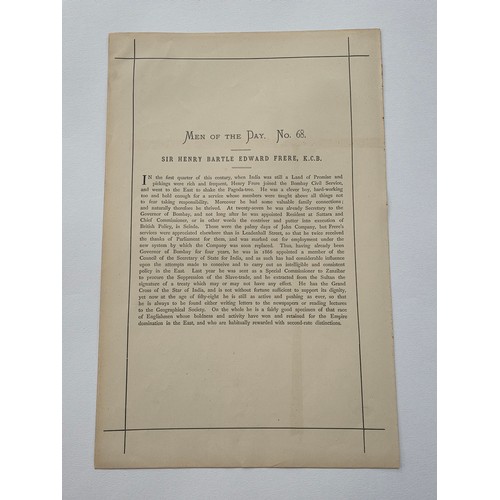 MEN OF THE DAY. No. 68.
SIR HENRY BARTLE EDWARD FRERE, K.C.B.
IN the first quarter of this century, when India was still a Land of Promise and
pickings were rich and frequent, Henry Frere joined the Bombay Civil Service,
and went to the East to shake the Pagoda-tree. He was a clever boy, hard-working
too and bold enough for a service whose members were taught above all things not
to fear taking responsibility. Moreover he had some valuable family connections;
and naturally therefore he thrived. At twenty-seven he was already Secretary to the
Governor of Bombay, and not long after he was appointed Resident at Sattara and
Chief Commissioner, or in other words the conceiver and putter into execution of
British Policy, in Scinde. Those were the palmy days of John Company, but Frere's
services were appreciated elsewhere than in Leadenhall Street, so that he twice received
the thanks of Parliament for them, and was marked out for employment under the
new system by which the Company was soon replaced. Thus, having already been
Governor of Bombay for four years, he was in 1866 appointed a member of the
Council of the Secretary of State for India, and as such has had considerable influence
upon the attempts made to conceive and to carry out an intelligible and consistent
policy in the East. Last year he was sent as a Special Commissioner to Zanzibar
to procure the Suppression of the Slave-trade, and he extracted from the Sultan the
signature of a treaty which may or may not have any effect. He has the Grand
Cross of the Star of India, and is not without fortune sufficient to support its dignity,
yet now at the age of fifty-eight he is still as active and pushing as ever, so that
he is always to be found either writing letters to the newspapers or reading lectures
to the Geographical Society. On the whole he is a fairly good specimen of that race
of Englishmen whose boldness and activity have won and retained for the Empire
domination in the East, and who are habitually rewarded with second-rate distinctions.